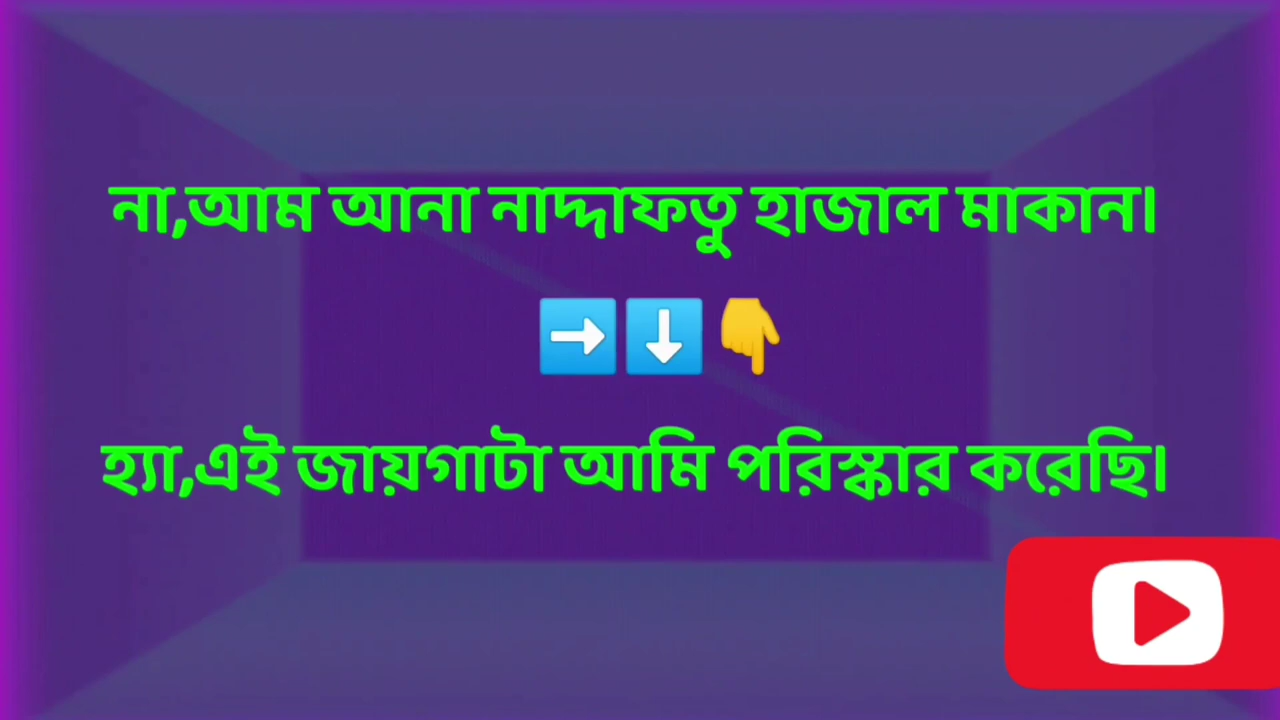 না,আম আনা নাদ্দাফতু হাজাল মাকান।
➡️⬇️👇
হ্যা,এই জায়গাটা আমি পরিস্কার করেছি।